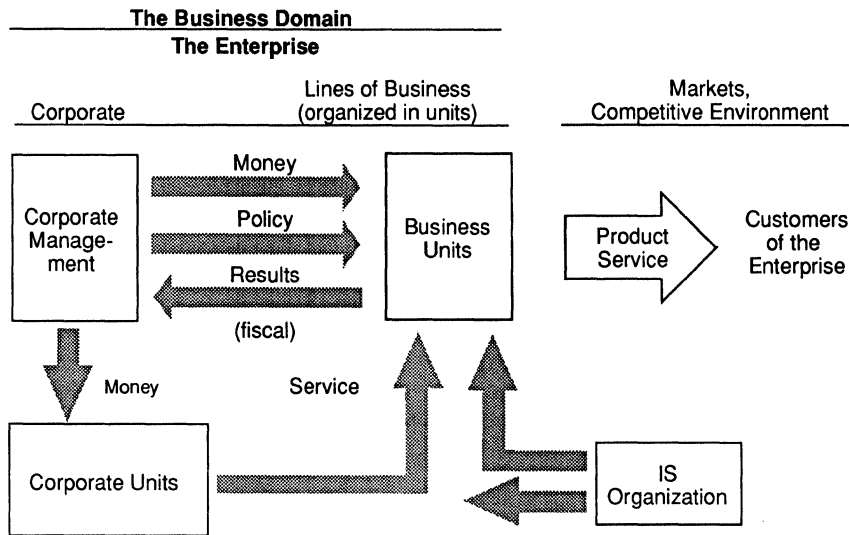 The Business Domain
The Enterprise
Corporate
Lines of Business
(organized in units)
Markets,
Competitive Environment
Money
Policy
Results
(fiscal)
Corporate
Manage-
ment
Business
Units
Product
Service
Customers
of the
Enterprise
Money
Service
Corporate Units
IS
Organization